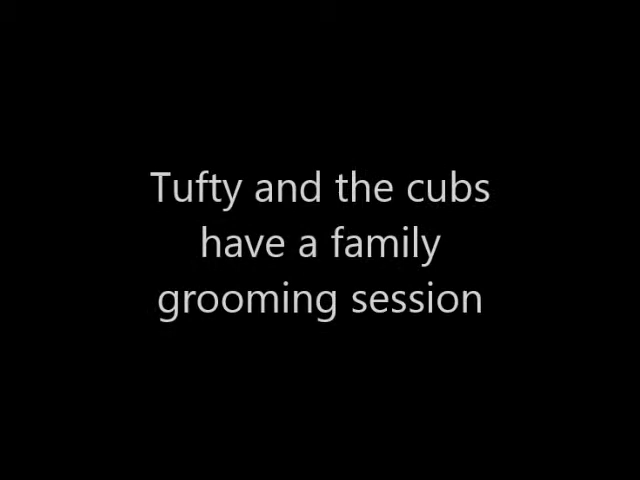 Tufty and the cubs
have a family
grooming session